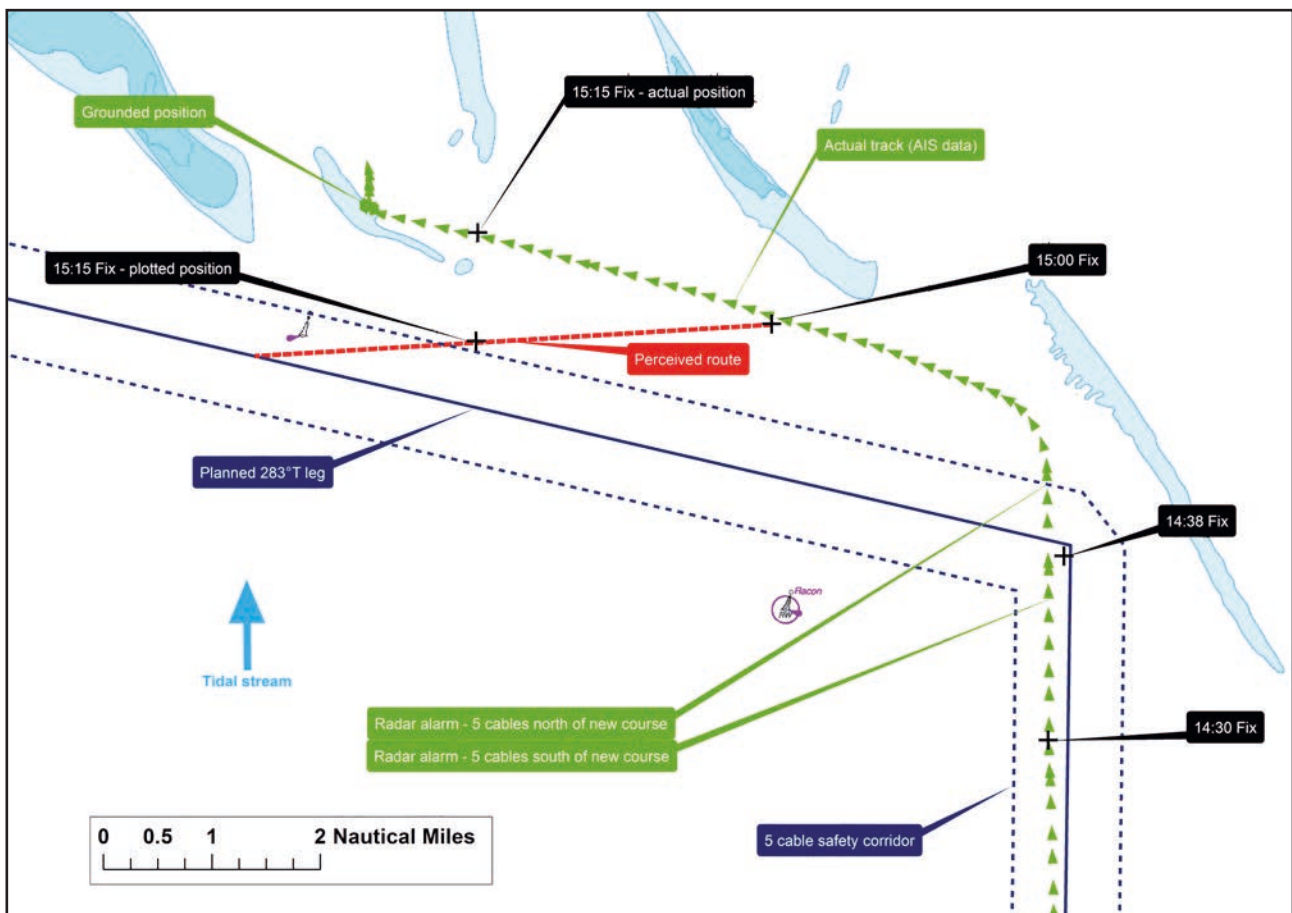 15:15 Fix - actual position
Grounded position
Actual track (AIS data)
15:15 Fix - plotted position
15:00 Fix
Perceived route
Planned 283°T leg
14:38 Fix
Racon
RW
Tidal stream
Radar alarm - 5 cables north of new course
Radar alarm - 5 cables south of new course
14:30 Fix
5 cable safety corridor
0 0.5 1 2 Nautical Miles